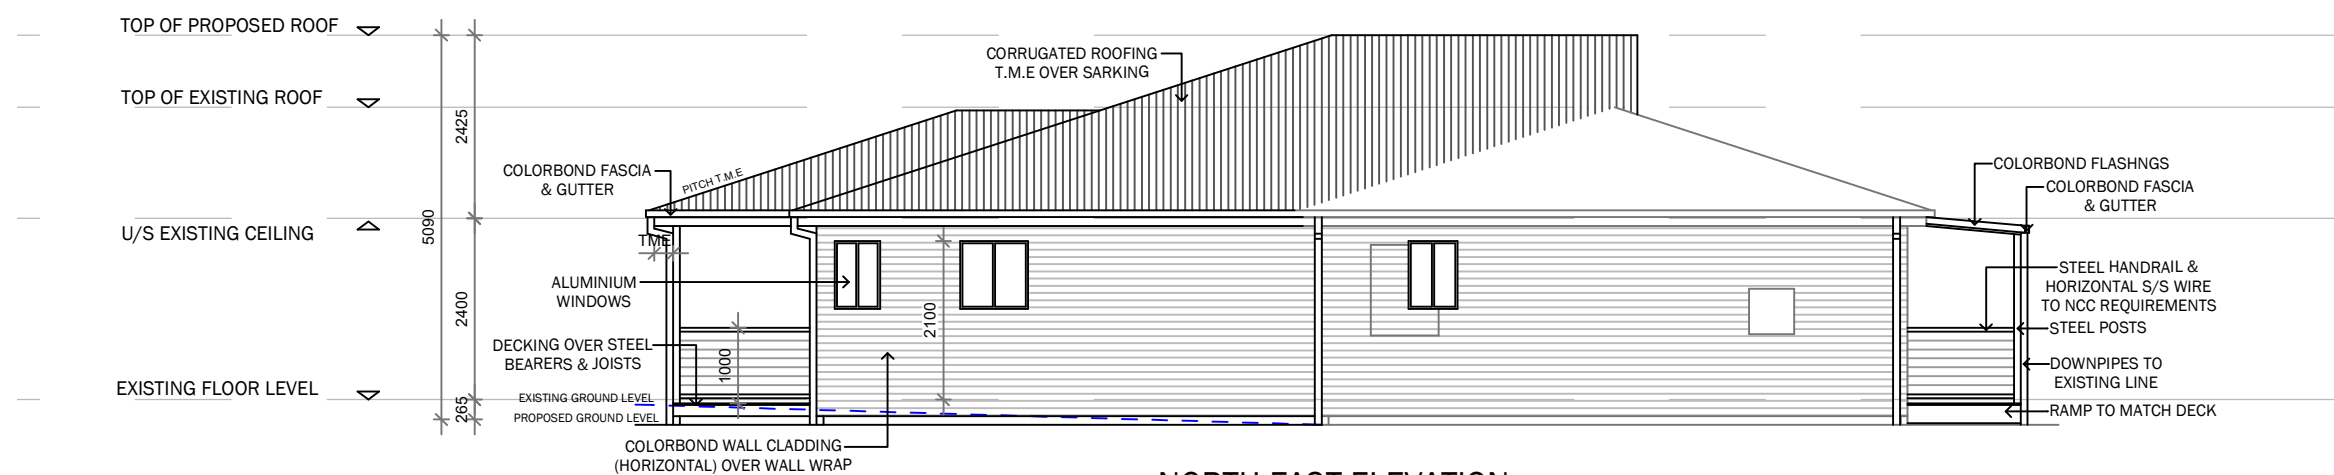 TOP OF PROPOSED ROOF
TOP OF EXISTING ROOF
U/S EXISTING CEILING
EXISTING FLOOR LEVEL
5090
2425
2400
265
COLORBOND FASCIA
& GUTTER
PITCH T.M.E
TME
ALUMINIUM
WINDOWS
DECKING OVER STEEL
BEARERS & JOISTS
EXISTING GROUND LEVEL
PROPOSED GROUND LEVEL
1000
2100
COLORBOND WALL CLADDING
(HORIZONTAL) OVER WALL WRAP
CORRUGATED ROOFING
T.M.E OVER SARKING
COLORBOND FLASHNGS
COLORBOND FASCIA
& GUTTER
STEEL HANDRAIL &
HORIZONTAL S/S WIRE
TO NCC REQUIREMENTS
STEEL POSTS
DOWNPIPES TO
EXISTING LINE
RAMP TO MATCH DECK
NORTH EAST ELEVATION